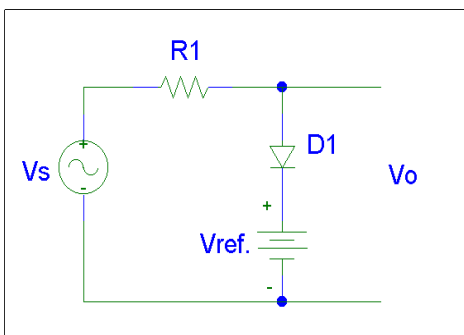 R1
+
Vs
-
D1
Vo
+
Vref.
-